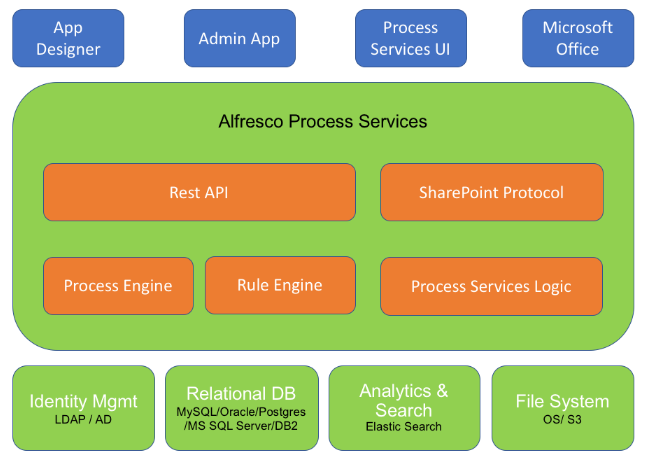 App
Designer
Admin App
Process
Services UI
Microsoft
Office
Alfresco Process Services
Rest API
SharePoint Protocol
Process Engine
Rule Engine
Process Services Logic
Identity Mgmt
LDAP / AD
Relational DB
MySQL/Oracle/Postgres
/MS SQL Server/DB2
Analytics &
Search
Elastic Search
File System
OS/ S3